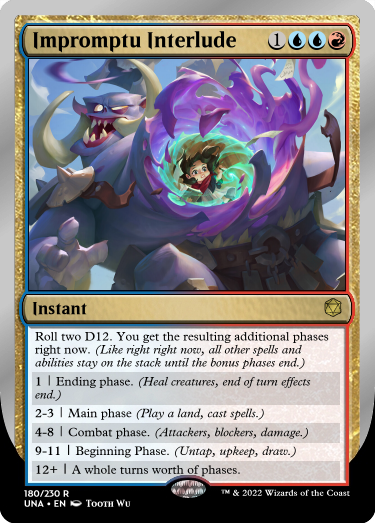 Impromptu Interlude 1
Instant
Roll two D12. You get the resulting additional phases
right now. (Like right right now, all other spells and
abilities stay on the stack until the bonus phases end.)
1 | Ending phase. (Heal creatures, end of turn effects
end.)
2-3 | Main phase (Play a land, cast spells.)
4-8 | Combat phase. (Attackers, blockers, damage.)
9-11 | Beginning Phase. (Untap, upkeep, draw.)
12+ | A whole turns worth of phases.
180/230 R
™ & 2022 Wizards of the Coast
UNA • EN Tooth Wu